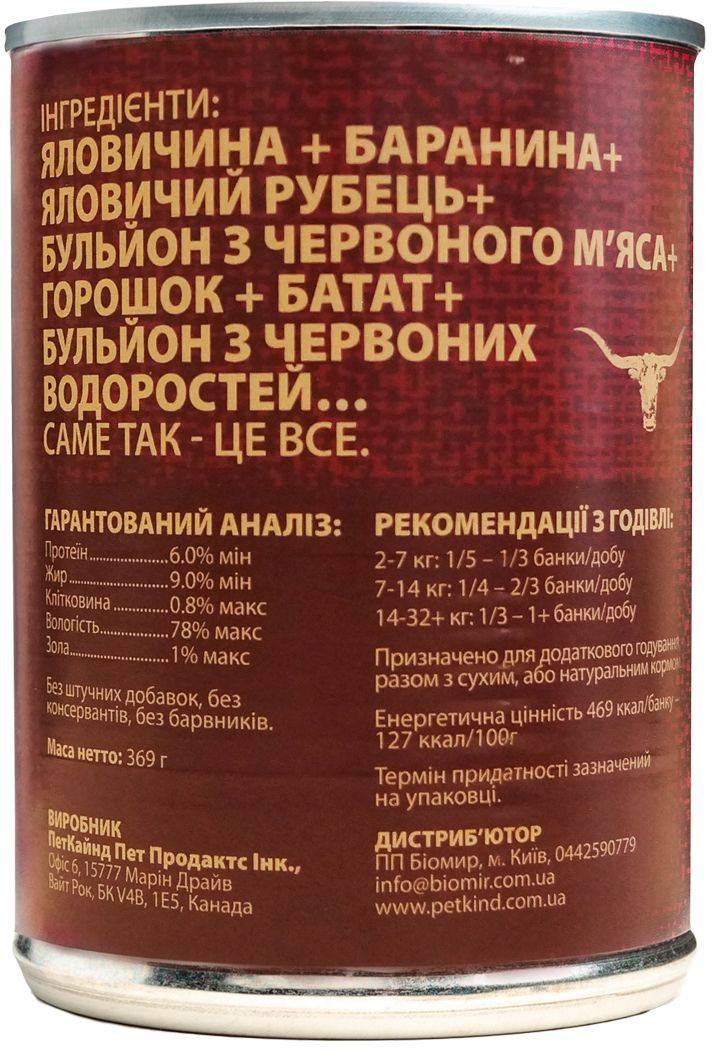 ІНГРЕДІЄНТИ:
ЯЛОВИЧИНА + БАРАНИНА+
ЯЛОВИЧИЙ РУБЕЦЬ+
БУЛЬЙОН З ЧЕРВОНОГО М’ЯСА+
ГОРОШОК + БАТАТ+
БУЛЬЙОН З ЧЕРВОНИХ
ВОДОРОСТЕЙ...
САМЕ ТАК - ЦЕ ВСЕ.
ГАРАНТОВАНИЙ АНАЛІЗ:
Протеїн....................6.0% мін
Жир.........................9.0% мін
Клітковина ..............0.8% макс
Вологість.................78% макс
Зола.........................1% макс
Без штучних добавок, без
консервантів, без барвників.
Маса нетто: 369 г
ВИРОБНИК
ПетКайнд Пет Продактс Інк.,
Офіс 6, 15777 Марін Драйв
Вайт Рок, БК V4B, 1E5, Канада
РЕКОМЕНДАЦІЇ З ГОДІВЛІ:
2-7 кг: 1/5 – 1/3 банки/добу
7-14 кг: 1/4 – 2/3 банки/добу
14-32+ кг: 1/3 – 1+ банки/добу
Призначено для додаткового годування,
разом з сухим, або натуральним кормом.
Енергетична цінність 469 ккал/банку –
127 ккал/100г
Термін придатності зазначений
на упаковці.
ДИСТРИБ’ЮТОР
ПП Біомир, м. Київ, 0442590779
info@biomir.com.ua
www.petkind.com.ua